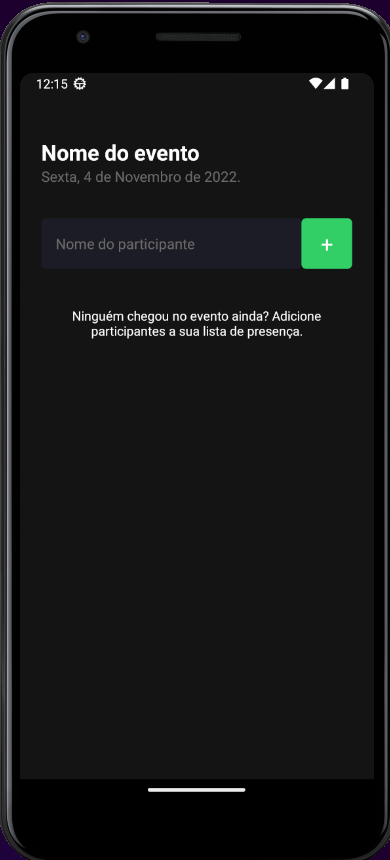 12:15
Nome do evento
Sexta, 4 de Novembro de 2022.
Nome do participante
+
Ninguém chegou no evento ainda? Adicione
participantes a sua lista de presença.